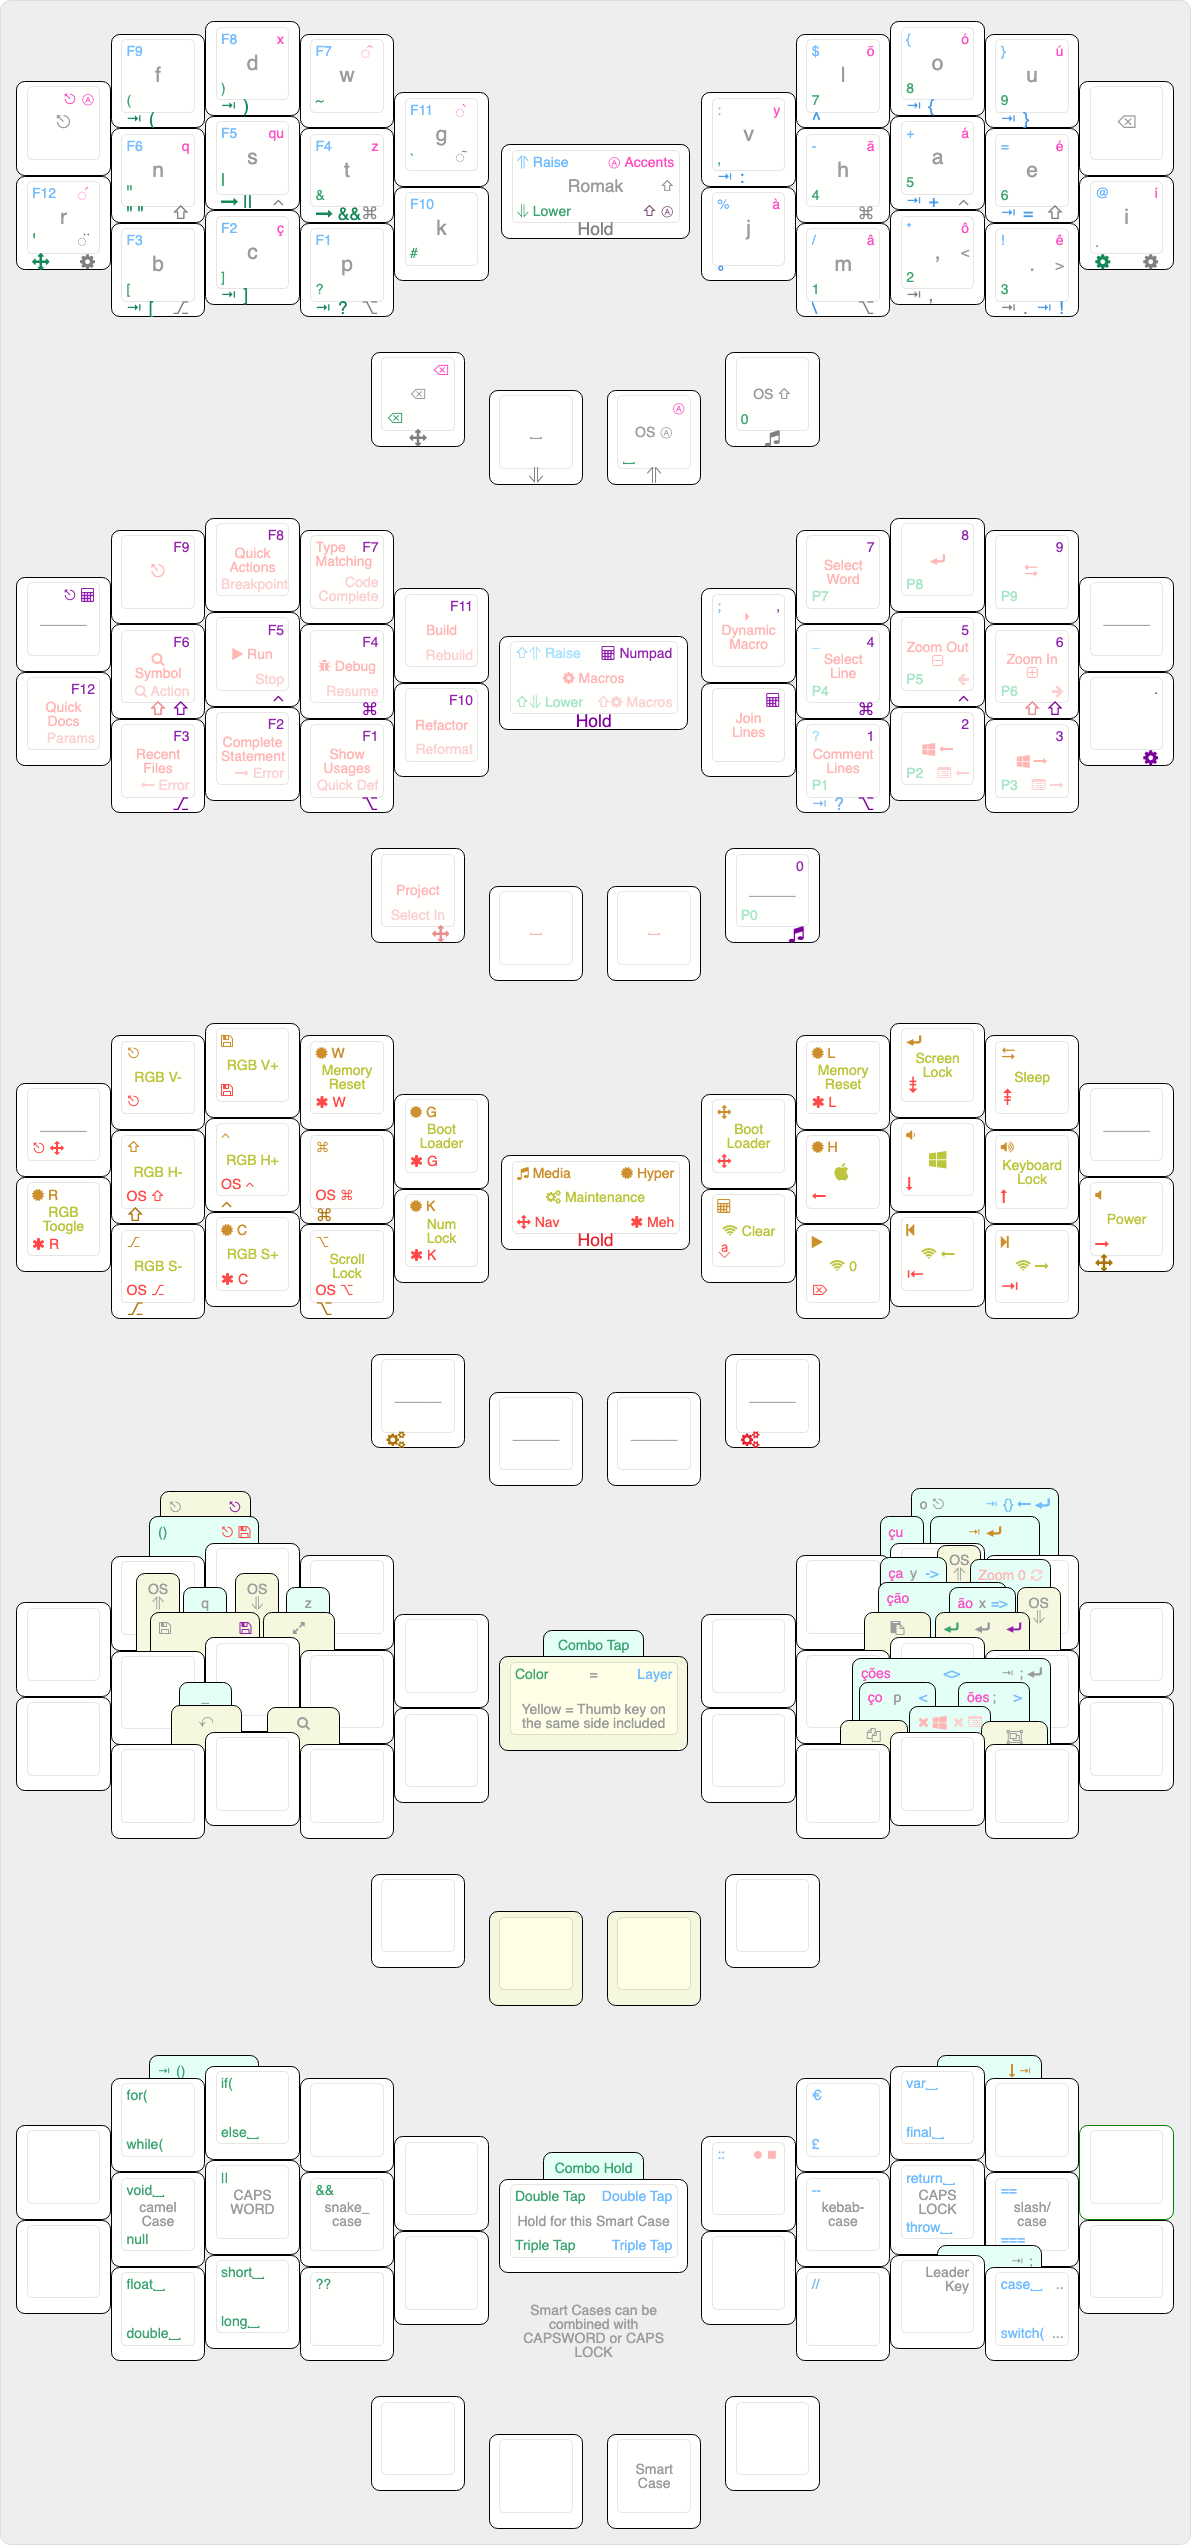 F9 f (
⇥ (
F8 x d )
⇥ )
F7 w ~
$ õ l 7
^
{ ó o 8
⇥ {
} ú u 9
⇥ }
Ⓐ
F11 g `
: y v ,
⇥ :
F6 q n "
" "
F5 qu s |
→ ||
F4 z t &
→ &&⌘
- ã h 4
⌘
+ á a 5
⇥ + ^
= é e 6
⇥ =
F12 r '
F10 k #
Raise Ⓐ Accents
Romak
Lower Ⓐ
Hold
% à j
°
@ í i .
F3 b [
⇥ [ ⌥
F2 ç c ]
⇥ ]
F1 p ?
⇥ ? ⌥
/ â m 1
\ ⌥
* ô , < 2
⇥ ,
! ê . > 3
⇥ . ⇥ !
OS Ⓐ
Ⓐ
OS ⇧
0
F9
F8
Quick
Actions
Breakpoint
Type F7
Matching
Code
Complete
7
Select
Word
P7
8
P8
9
P9
F11
Build
Rebuild
; ,
Dynamic
Macro
F6
Symbol
Action
F5
Run
Stop
^
F4
Debug
Resume
⌘
_ 4
Select
Line
P4
⌘
5
Zoom Out
P5
^
6
Zoom In
P6
Raise Numpad
Macros
Lower Macros
Hold
F12
Quick
Docs
Params
F10
Refactor
Reformat
Join
Lines
.
F3
Recent
Files
← Error
⌥
F2
Complete
Statement
→ Error
F1
Show
Usages
Quick Def
⌥
? 1
Comment
Lines
P1
⇥ ? ⌥
2
P2
3
P3
Project
Select In
0
P0
RGB V-
RGB V+
W
Memory
Reset
W
L
Memory
Reset
L
Screen
Lock
Sleep
G
Boot
Loader
G
Boot
Loader
RGB H-
OS ⇧
^
RGB H+
OS ^
^
⌘
OS ⌘
⌘
H
Keyboard
Lock
Media Hyper
Maintenance
Nav Meh
Hold
R
RGB
Toogle
R
K
Num
Lock
K
Clear
a
Power
⌥
RGB S-
OS ⌥
⌥
C
RGB S+
C
⌥
Scroll
Lock
OS ⌥
⌥
0
()
OS
q
OS
z
_
o ⇥ {} ←
çu ⇥
OS
ça y ->
Zoom 0
ção
ão x =>
OS
ções <> ⇥ ;
ço p <
ões ; >
Combo Tap
Color = Layer
Yellow = Thumb key on
the same side included
⇥ ()
for(
while(
if(
else␣
€
£
var␣
final␣
::
void␣
camel
Case
null
||
CAPS
WORD
&&
snake_
case
--
kebab-
case
return␣
CAPS
LOCK
throw␣
==
slash/
case
===
⇥ ;
Combo Hold
Double Tap Double Tap
Hold for this Smart Case
Triple Tap Triple Tap
float␣
double␣
short␣
long␣
??
//
Leader
Key
case␣ ..
switch( ...
Smart Cases can be
combined with
CAPSWORD or CAPS
LOCK
Smart
Case